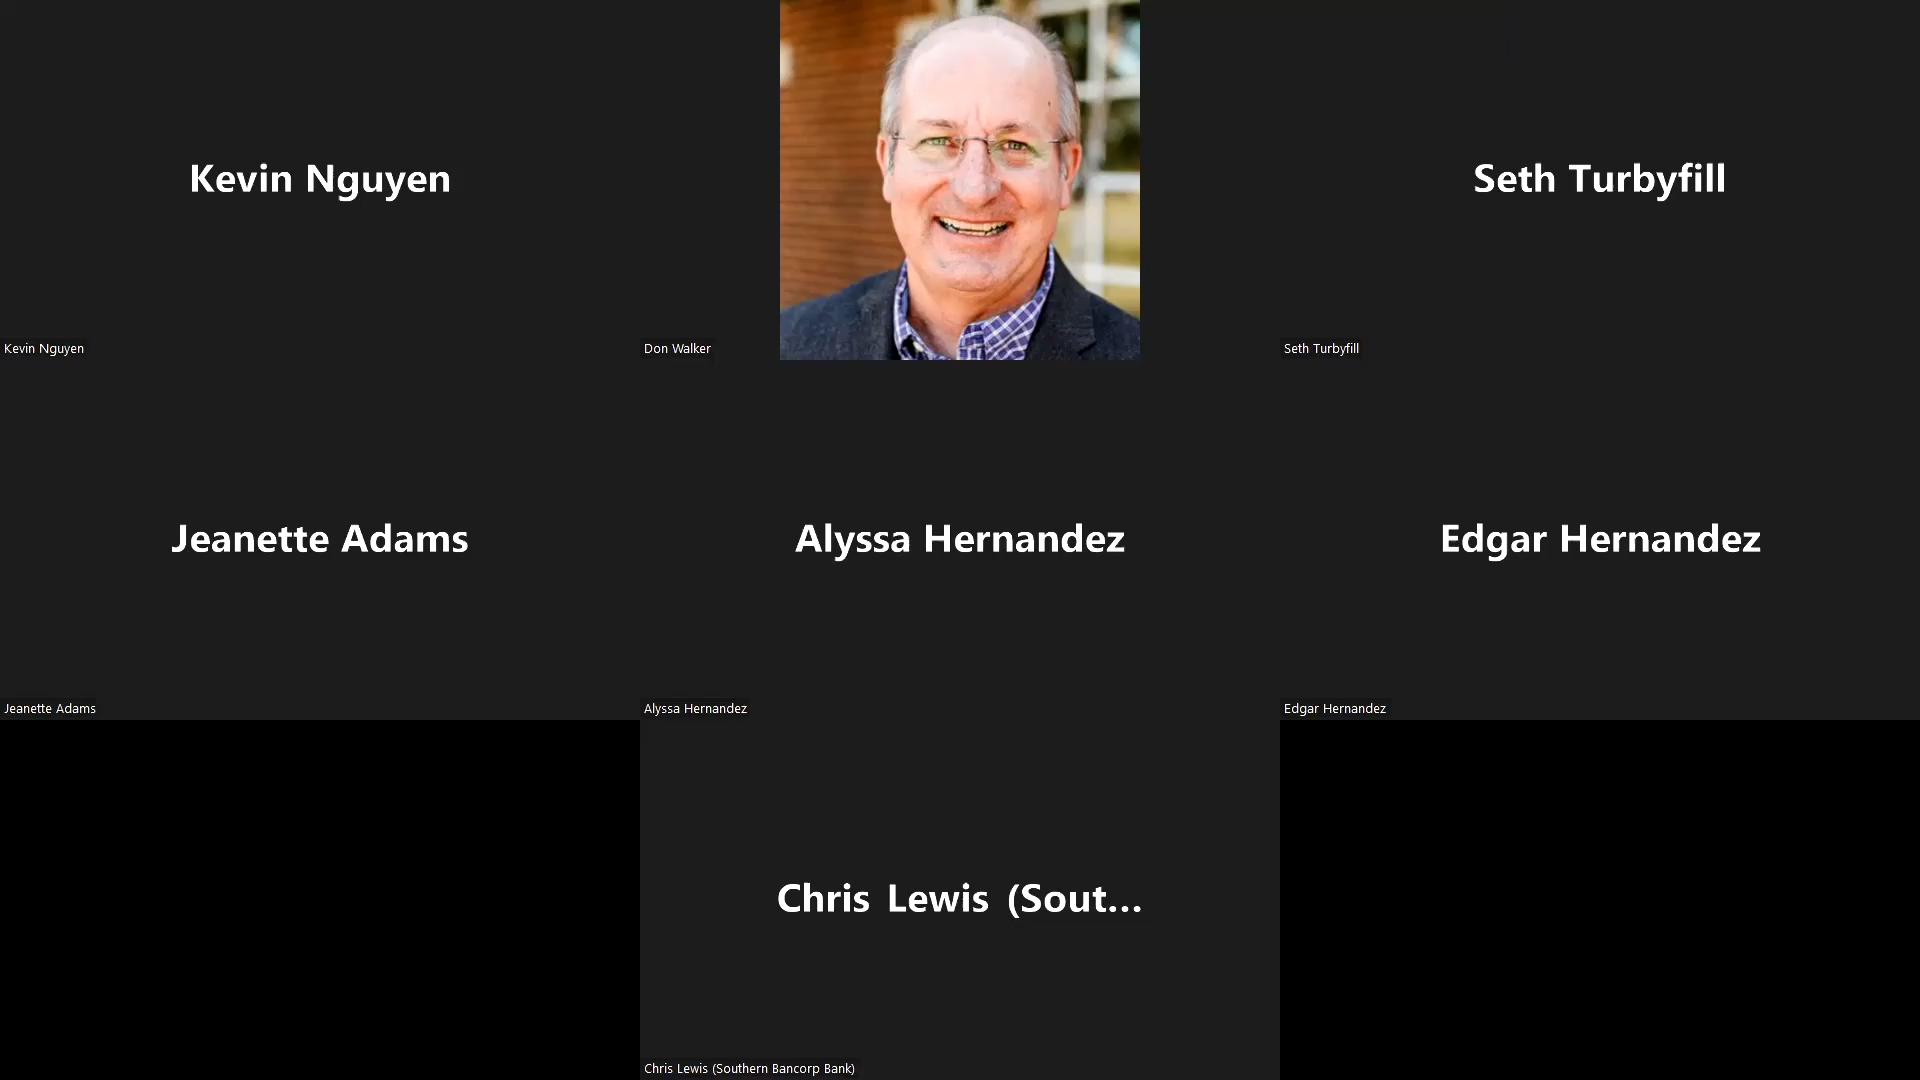 Kevin Nguyen
Seth Turbyfill
Kevin Nguyen
Don Walker
Seth Turbyfill
Jeanette Adams
Alyssa Hernandez
Edgar Hernandez
Jeanette Adams
Alyssa Hernandez
Edgar Hernandez
Chris Lewis (Sout...
Chris Lewis (Southern Bancorp Bank)